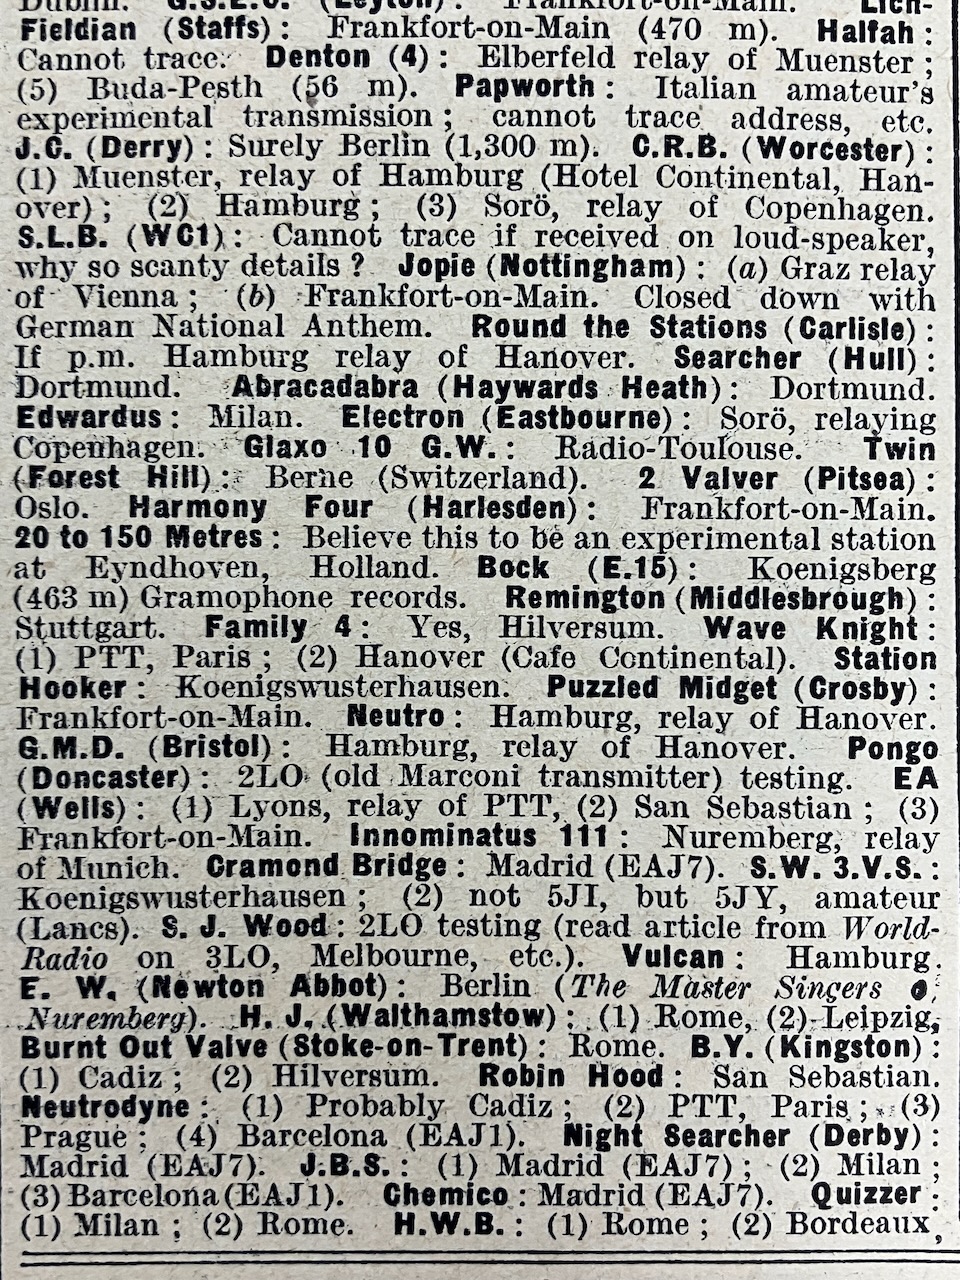 Dublin. G.S.E.C. (Leyton): Frankfort-on-Main. Lich-
Fieldian (Staffs): Frankfort-on-Main (470 m). Halfah:
Cannot trace. Denton (4): Elberfeld relay of Muenster;
(5) Buda-Pesth (56 m). Papworth: Italian amateur's
experimental transmission; cannot trace address, etc.
J.C. (Derry): Surely Berlin (1,300 m). C.R.B. (Worcester):
(1) Muenster, relay of Hamburg (Hotel Continental, Han-
over); (2) Hamburg; (3) Sorö, relay of Copenhagen.
S.L.B. (WC1): Cannot trace if received on loud-speaker,
why so scanty details? Jopie (Nottingham): (a) Graz relay
of Vienna; (b) Frankfort-on-Main. Closed down with
German National Anthem. Round the Stations (Carlisle):
If p.m. Hamburg relay of Hanover. Searcher (Hull):
Dortmund. Abracadabra (Haywards Heath): Dortmund.
Edwardus: Milan. Electron (Eastbourne): Sorö, relaying
Copenhagen. Glaxo 10 G.W.: Radio-Toulouse. Twin
(Forest Hill): Berne (Switzerland). 2 Valver (Pitsea):
Oslo. Harmony Four (Harlesden): Frankfort-on-Main.
20 to 150 Metres: Believe this to be an experimental station
at Eyndhoven, Holland. Bock (E.15): Koenigsberg
(463 m) Gramophone records. Remington (Middlesbrough):
Stuttgart. Family 4: Yes, Hilversum. Wave Knight:
(1) PTT, Paris; (2) Hanover (Cafe Continental). Station
Hooker: Koenigswusterhausen. Puzzled Midget (Crosby):
Frankfort-on-Main. Neutro: Hamburg, relay of Hanover.
G.M.D. (Bristol): Hamburg, relay of Hanover. Pongo
(Doncaster): 2LO (old Marconi transmitter) testing. EA
(Wells): (1) Lyons, relay of PTT, (2) San Sebastian; (3)
Frankfort-on-Main. Innominatus 111: Nuremberg, relay
of Munich. Cramond Bridge: Madrid (EAJ7). S.W. 3.V.S.:
Koenigswusterhausen; (2) not 5JI, but 5JY, amateur
(Lancs). S. J. Wood: 2LO testing (read article from World-
Radio on 3LO, Melbourne, etc.). Vulcan: Hamburg.
E. W. (Newton Abbot): Berlin (The Master Singers o,
Nuremberg). H. J. (Walthamstow): (1) Rome, (2) Leipzig,
Burnt Out Valve (Stoke-on-Trent): Rome. B.Y. (Kingston):
(1) Cadiz; (2) Hilversum. Robin Hood: San Sebastian.
Neutrodyne: (1) Probably Cadiz; (2) PTT, Paris; (3)
Prague; (4) Barcelona (EAJ1). Night Searcher (Derby):
Madrid (EAJ7). J.B.S.: (1) Madrid (EAJ7); (2) Milan;
(3) Barcelona (EAJ1). Chemico: Madrid (EAJ7). Quizzer:
(1) Milan; (2) Rome. H.W.B.: (1) Rome; (2) Bordeaux,